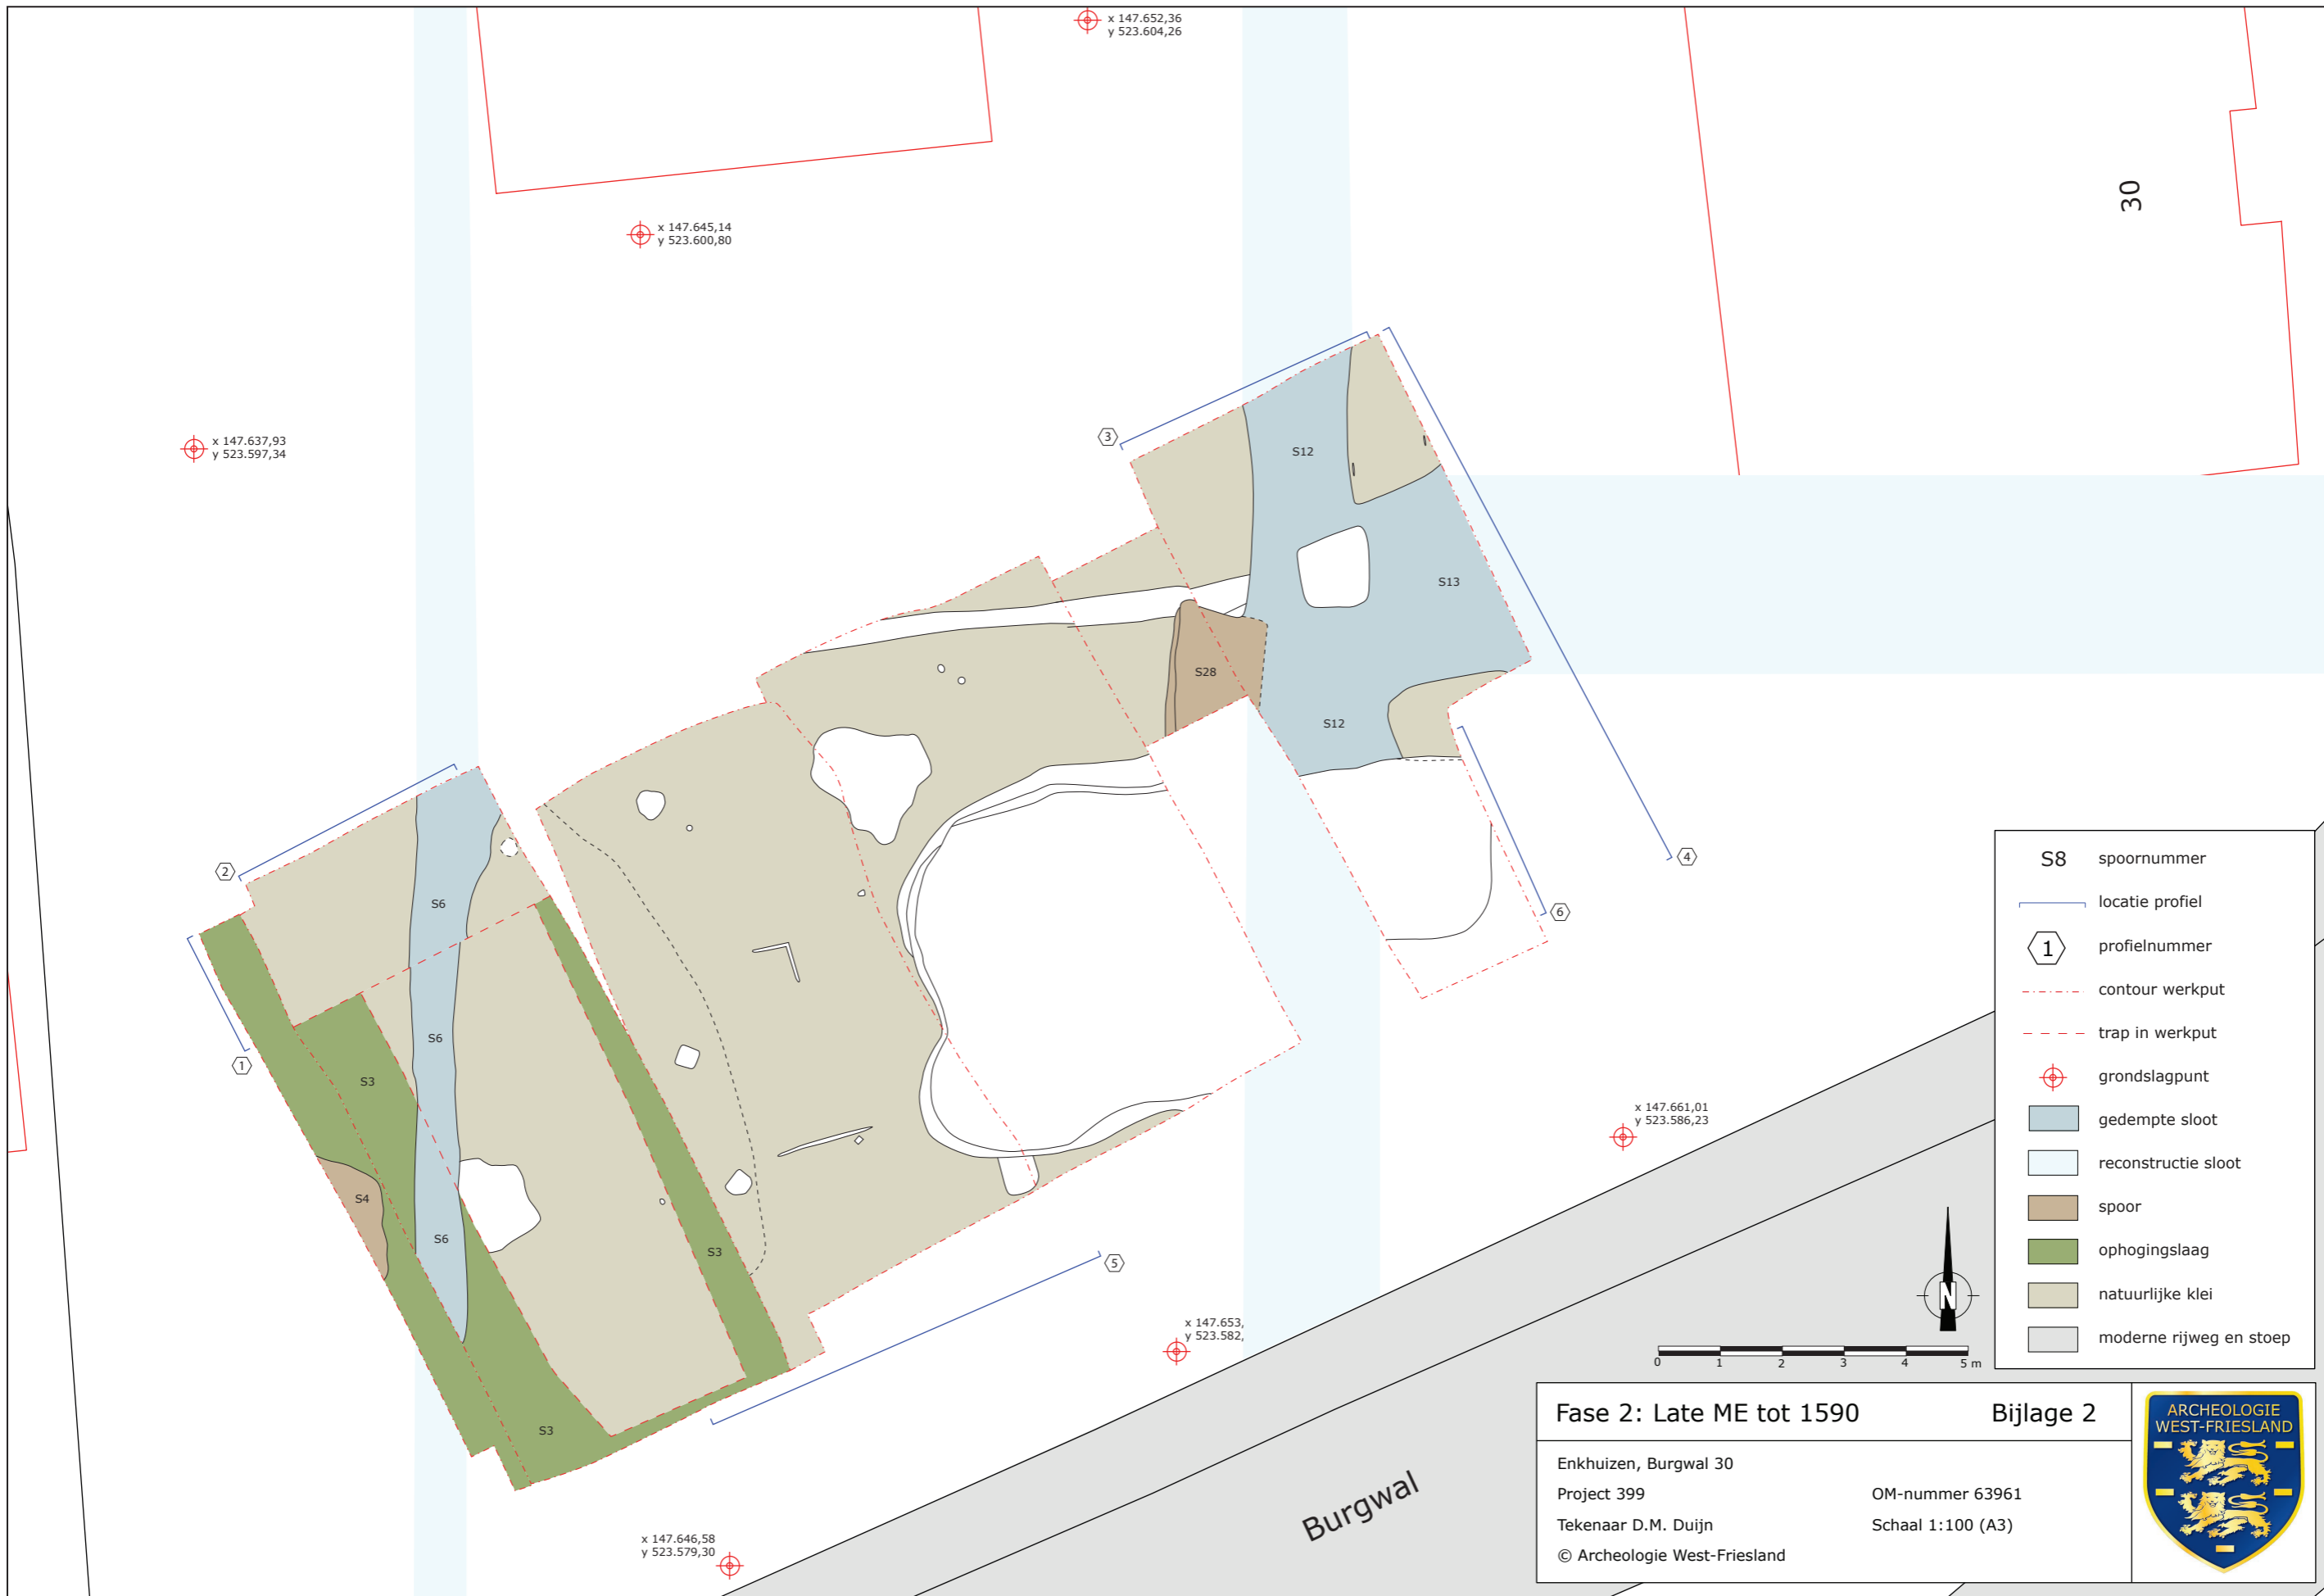 x 147.652,36
y 523.604,26
30
x 147.645,14
y 523.600,80
x 147.637,93
y 523.597,34
3
S12
S13
S28
S12
2
S6
4
6
S6
1
S3
S4
S6
S3
5
S3
x 147.661,01
y 523.586,23
x 147.653,
y 523.582,
x 147.646,58
y 523.579,30
Burgwal
S8 spoornummer
locatie profiel
1 profielnummer
contour werkput
trap in werkput
grondslagpunt
gedempte sloot
reconstructie sloot
spoor
ophogingslaag
natuurlijke klei
moderne rijweg en stoep
N
0 1 2 3 4 5 m
Fase 2: Late ME tot 1590 Bijlage 2
Enkhuizen, Burgwal 30
Project 399 OM-nummer 63961
Tekenaar D.M. Duijn Schaal 1:100 (A3)
© Archeologie West-Friesland
ARCHEOLOGIE
WEST-FRIESLAND